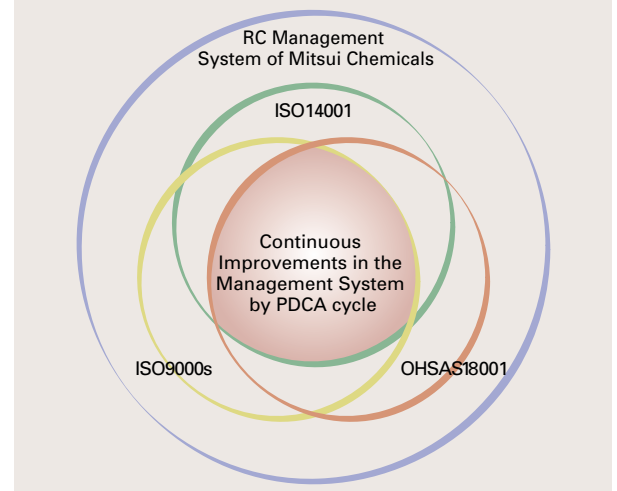 RC Management
System of Mitsui Chemicals
ISO14001
Continuous
Improvements in the
Management System
by PDCA cycle
ISO9000s
OHSAS18001